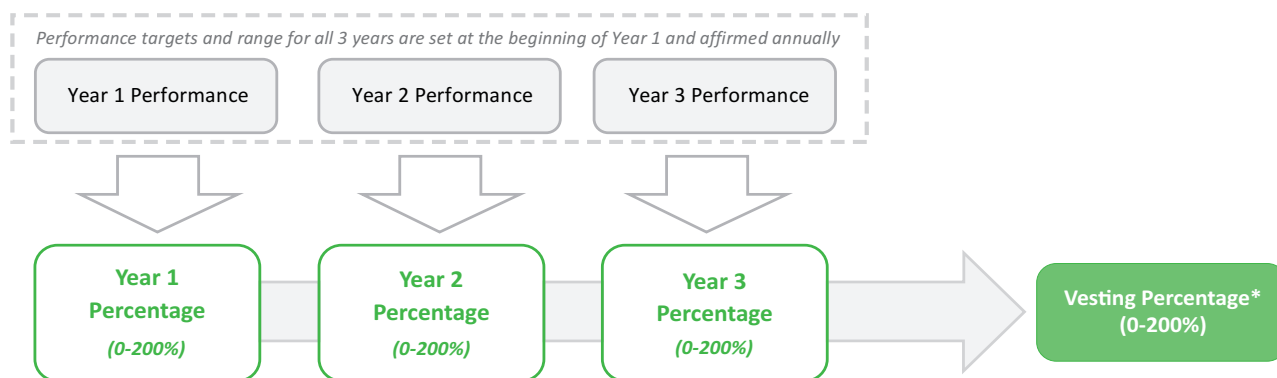 Performance targets and range for all 3 years are set at the beginning of Year 1 and affirmed annually
Year 1 Performance
Year 2 Performance
Year 3 Performance
Year 1
Percentage
(0-200%)
Year 2
Percentage
(0-200%)
Year 3
Percentage
(0-200%)
Vesting Percentage*
(0-200%)